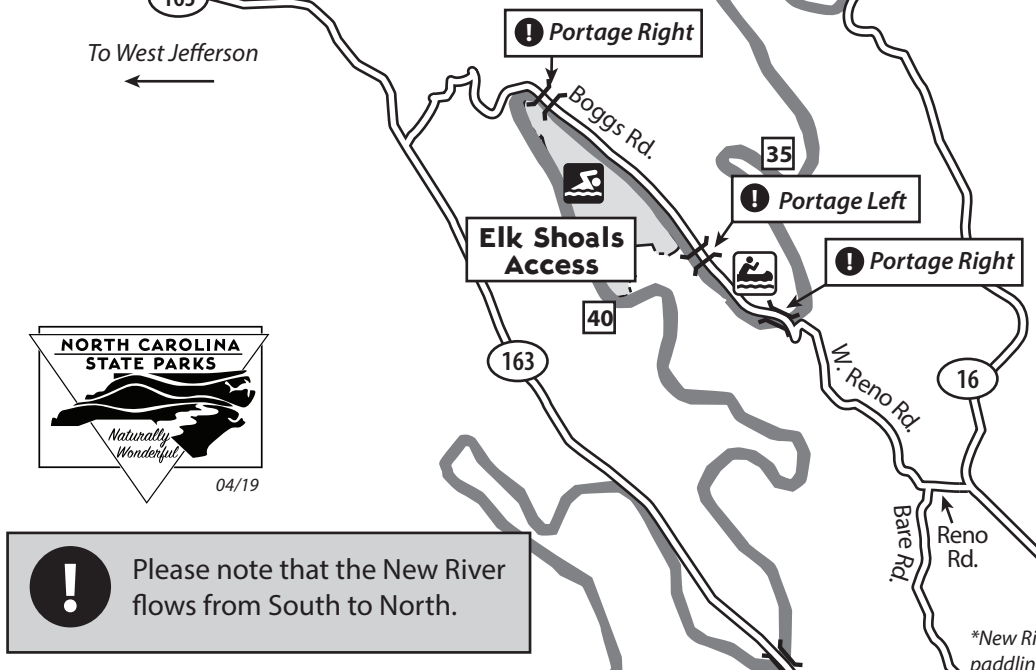 To West Jefferson
Portage Right
Boggs Rd.
35
Portage Left
Elk Shoals
Access
Portage Right
40
163
16
W. Reno Rd.
NORTH CAROLINA
STATE PARKS
Naturally
Wonderful
04/19
Bare Rd.
Reno
Rd.
! Please note that the New River
flows from South to North.
*New